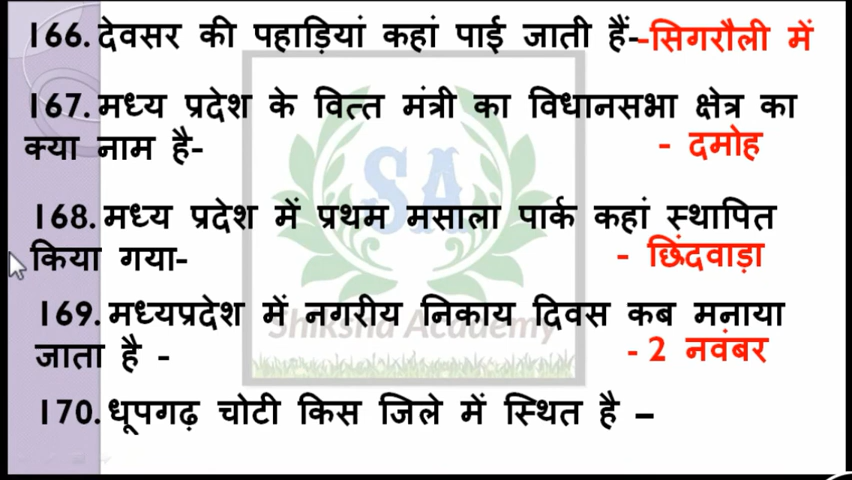 166. देवसर की पहाड़ियां कहां पाई जाती हैं- -सिगरौली में
167. मध्य प्रदेश के वित्त मंत्री का विधानसभा क्षेत्र का
क्या नाम है- - दमोह
168. मध्य प्रदेश में प्रथम मसाला पार्क कहां स्थापित
किया गया- - छिंदवाड़ा
169. मध्यप्रदेश में नगरीय निकाय दिवस कब मनाया
जाता है - - 2 नवंबर
170. धूपगढ़ चोटी किस जिले में स्थित है –
SA
Shiksha Academy